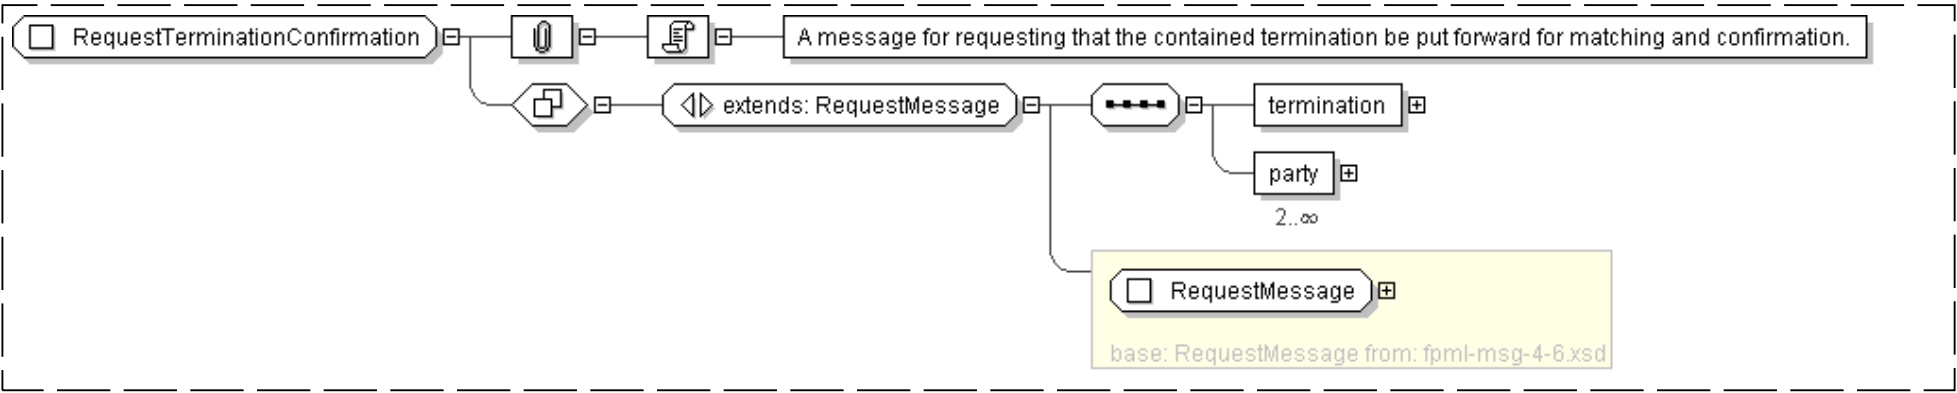 RequestTerminationConfirmation
A message for requesting that the contained termination be put forward for matching and confirmation.
extends: RequestMessage
termination
party
2..∞
RequestMessage
base: RequestMessage from: fpml-msg-4-6.xsd